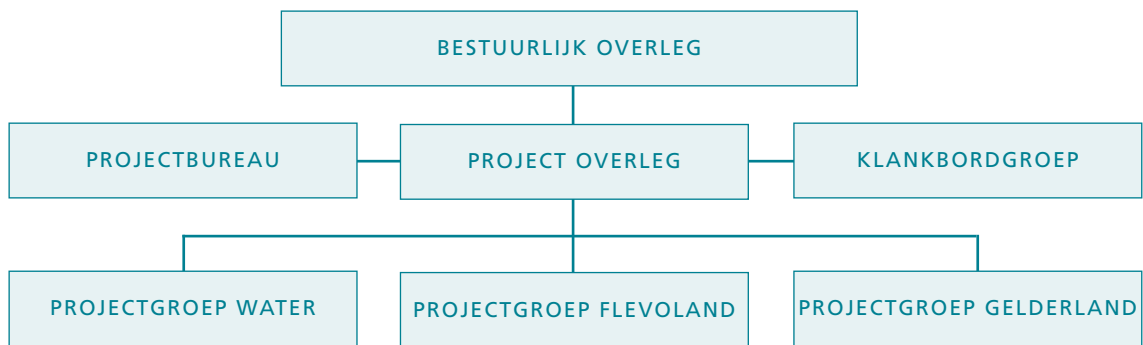 BESTUURLIJK OVERLEG
PROJECTBUREAU
PROJECT OVERLEG
KLANKBORDGROEP
PROJECTGROEP WATER
PROJECTGROEP FLEVOLAND
PROJECTGROEP GELDERLAND